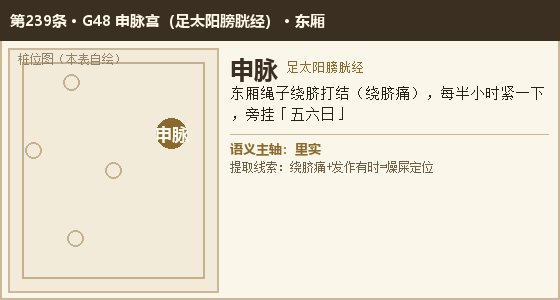 第239条・G48 申脉宫（足太阳膀胱经）・东厢
桩位图（本表自绘）
申脉
申脉 足太阳膀胱经
东厢绳子绕脐打结（绕脐痛），每半小时紧一下
，旁挂「五六日」
语义主轴：里实
提取线索：绕脐痛+发作有时=燥屎定位